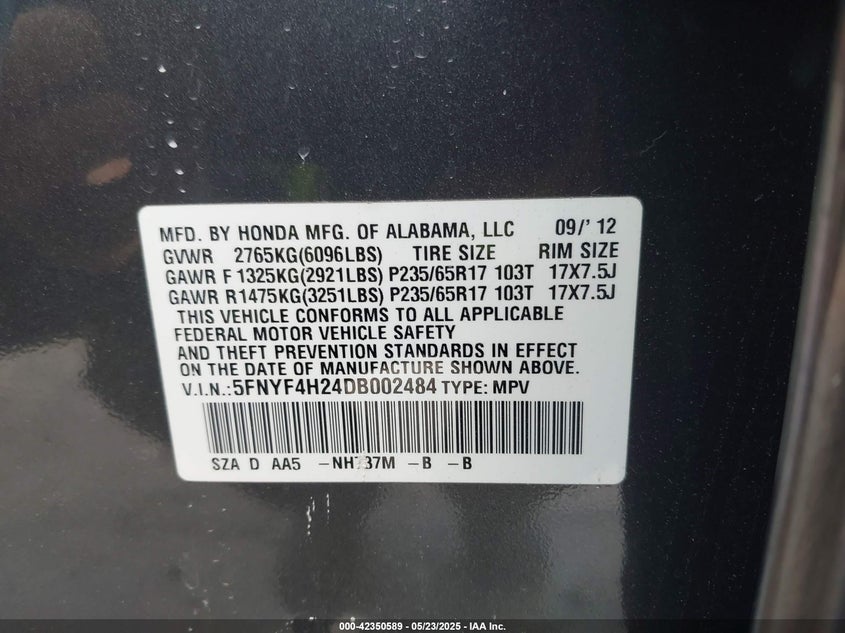 MFD. BY HONDA MFG. OF ALABAMA, LLC 09/' 12
GVWR 2765KG(6096LBS) TIRE SIZE RIM SIZE
GAWR F 1325KG(2921LBS) P235/65R17 103T 17X7.5J
GAWR R1475KG(3251LBS) P235/65R17 103T 17X7.5J
THIS VEHICLE CONFORMS TO ALL APPLICABLE
FEDERAL MOTOR VEHICLE SAFETY
AND THEFT PREVENTION STANDARDS IN EFFECT
ON THE DATE OF MANUFACTURE SHOWN ABOVE.
V.I.N.:5FNYF4H24DB002484 TYPE: MPV
SZA D AA5 -NH737M -B -B
000-42350589 - 05/23/2025 - IAA Inc.